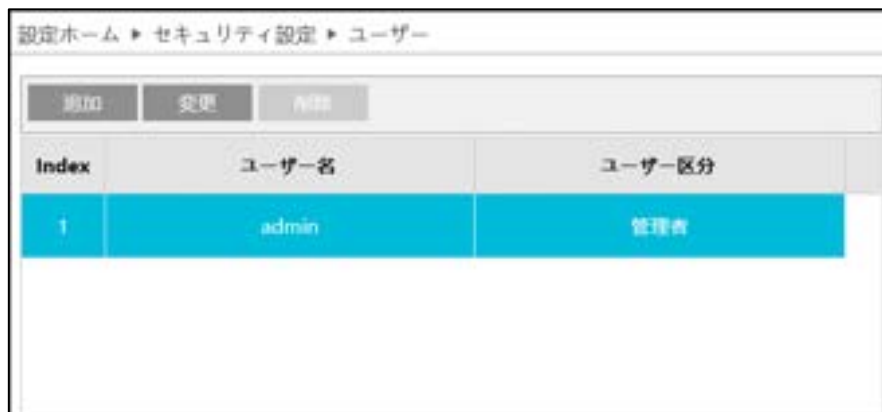 設定ホーム ▶ セキュリティ設定 ▶ ユーザー
追加 変更 削除
Index ユーザー名 ユーザー区分
1 admin 管理者